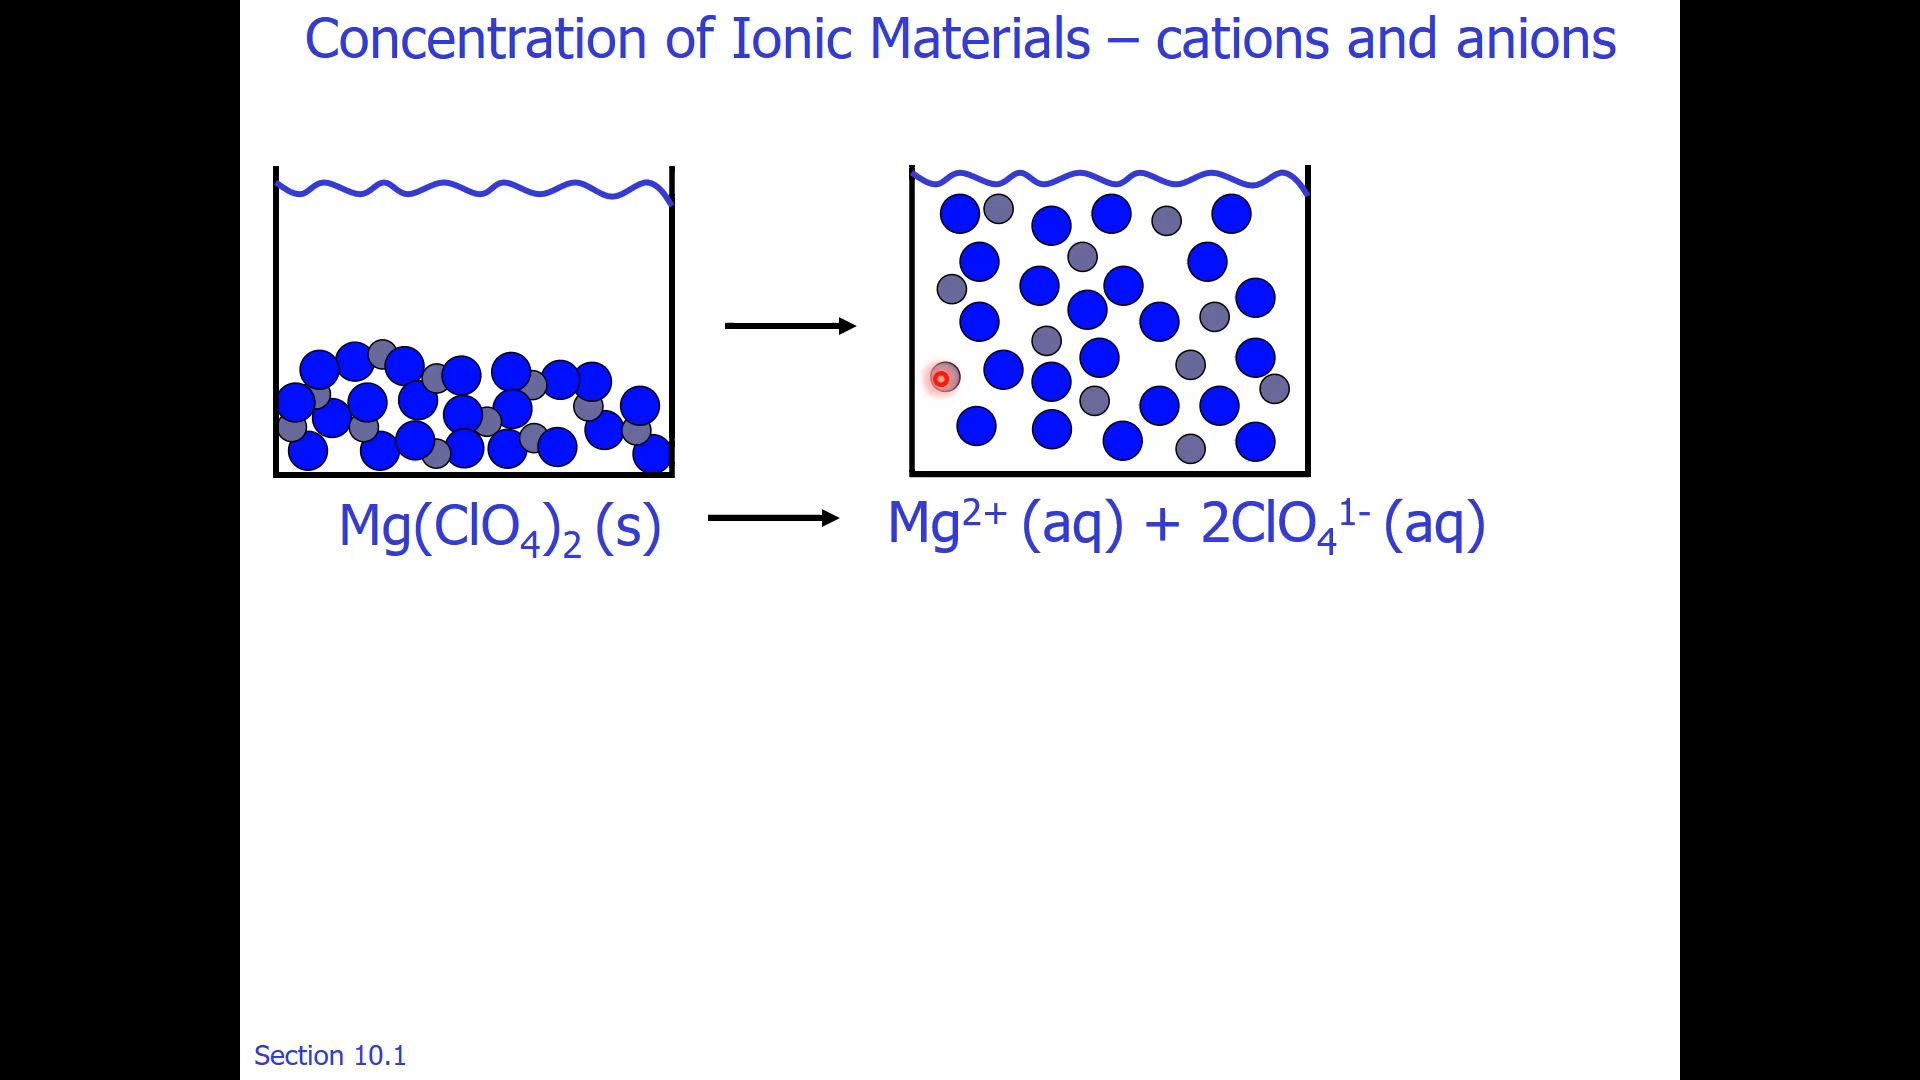 Concentration of Ionic Materials – cations and anions
Mg(ClO₄)₂ (s) ⟶ Mg²⁺ (aq) + 2ClO₄¹⁻ (aq)
Section 10.1